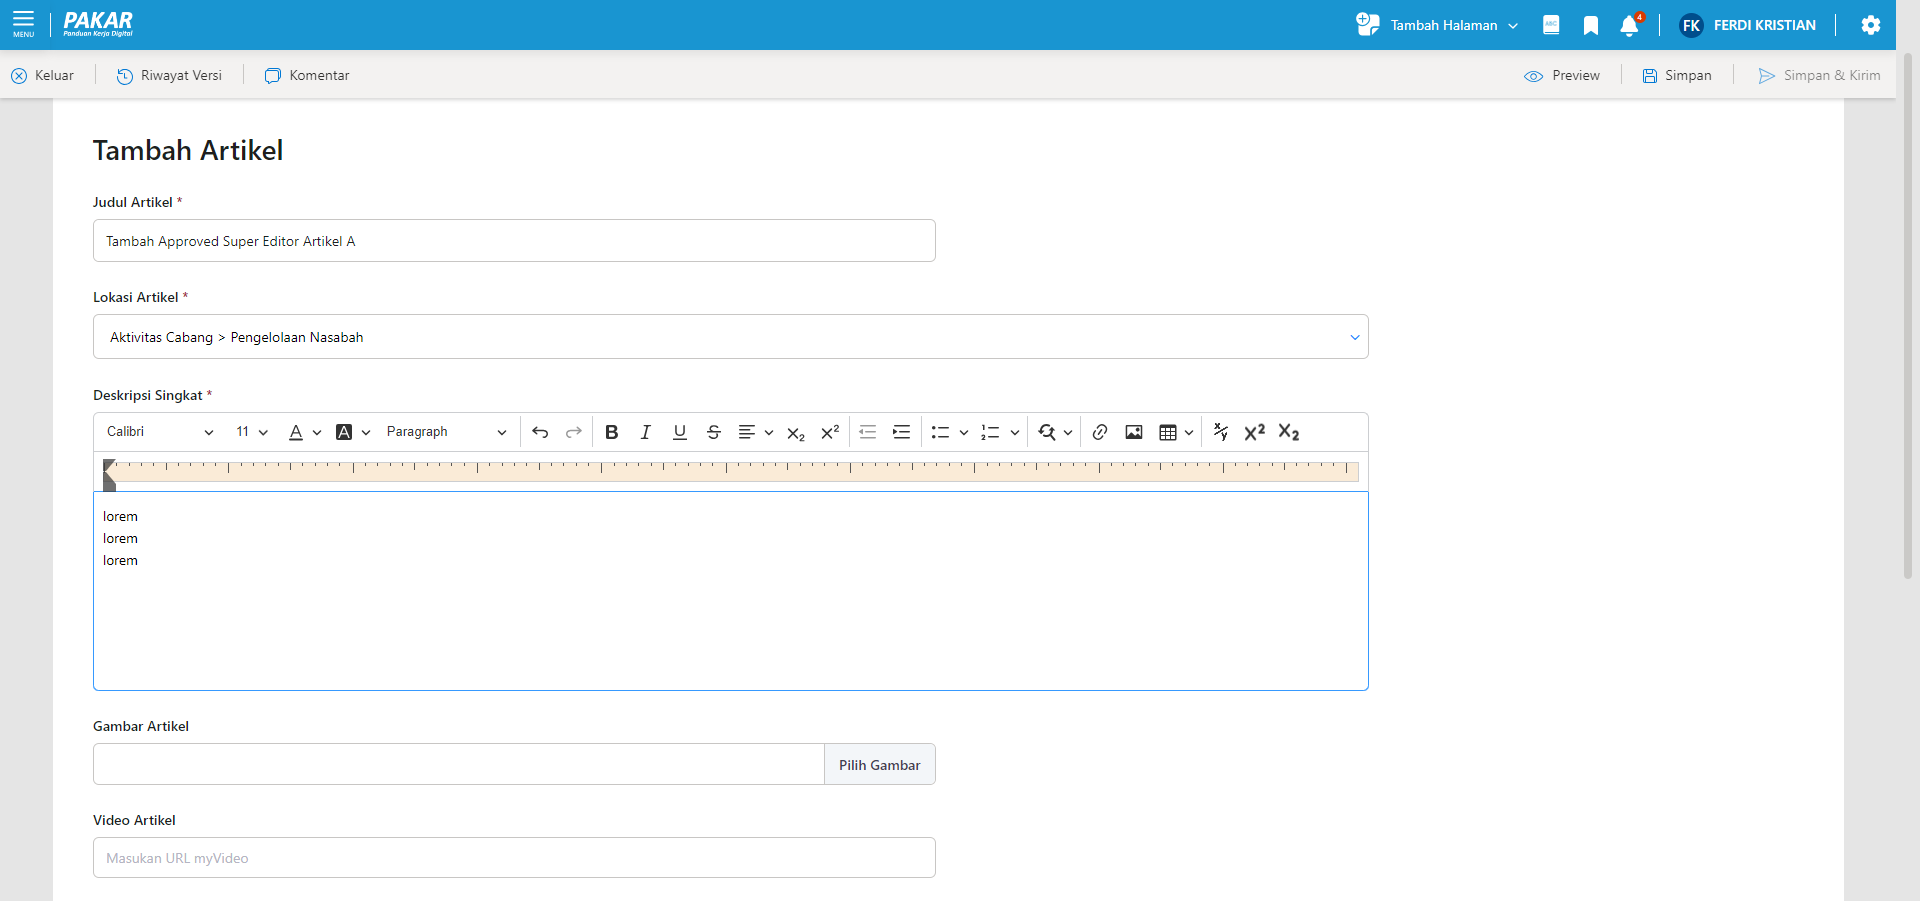 MENU
PAKAR
Panduan Kerja Digital
Tambah Halaman
ABC
4
FK
FERDI KRISTIAN
Keluar
Riwayat Versi
Komentar
Preview
Simpan
Simpan & Kirim
Tambah Artikel
Judul Artikel *
Tambah Approved Super Editor Artikel A
Lokasi Artikel *
Aktivitas Cabang > Pengelolaan Nasabah
Deskripsi Singkat *
Calibri
11
Paragraph
lorem
lorem
lorem
Gambar Artikel
Pilih Gambar
Video Artikel
Masukan URL myVideo